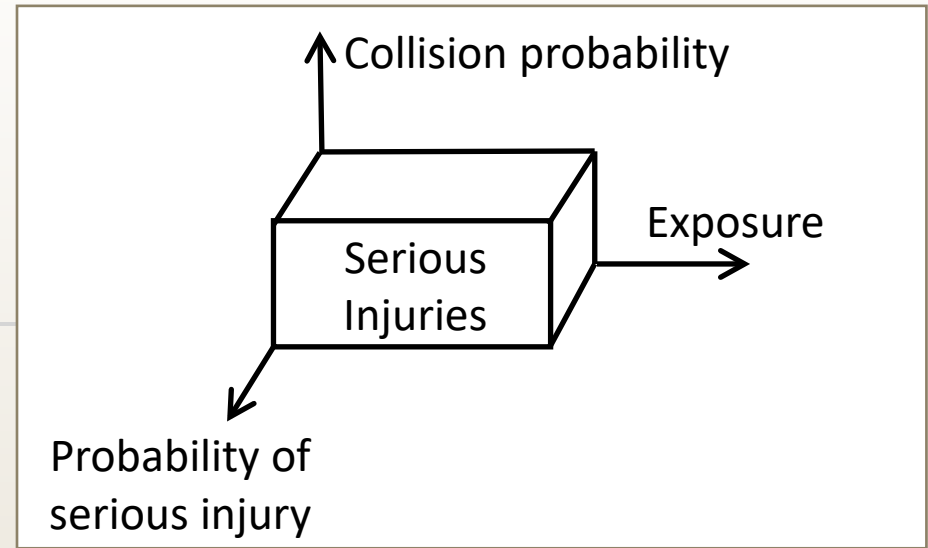 Collision probability
Exposure
Serious
Injuries
Probability of
serious injury